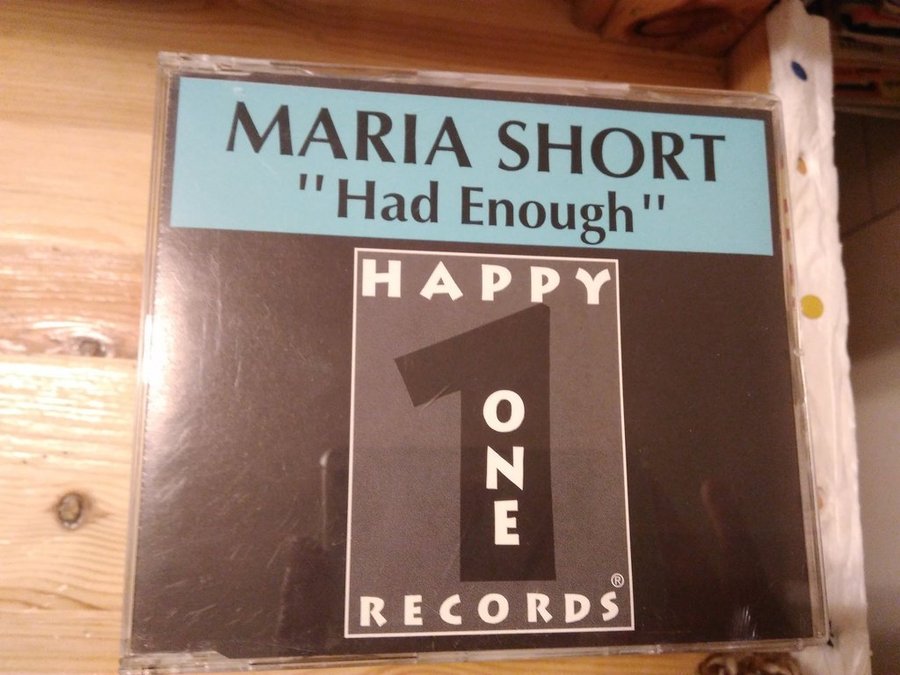 MARIA SHORT
"Had Enough"
HAPPY
1
ONE
RECORDS®